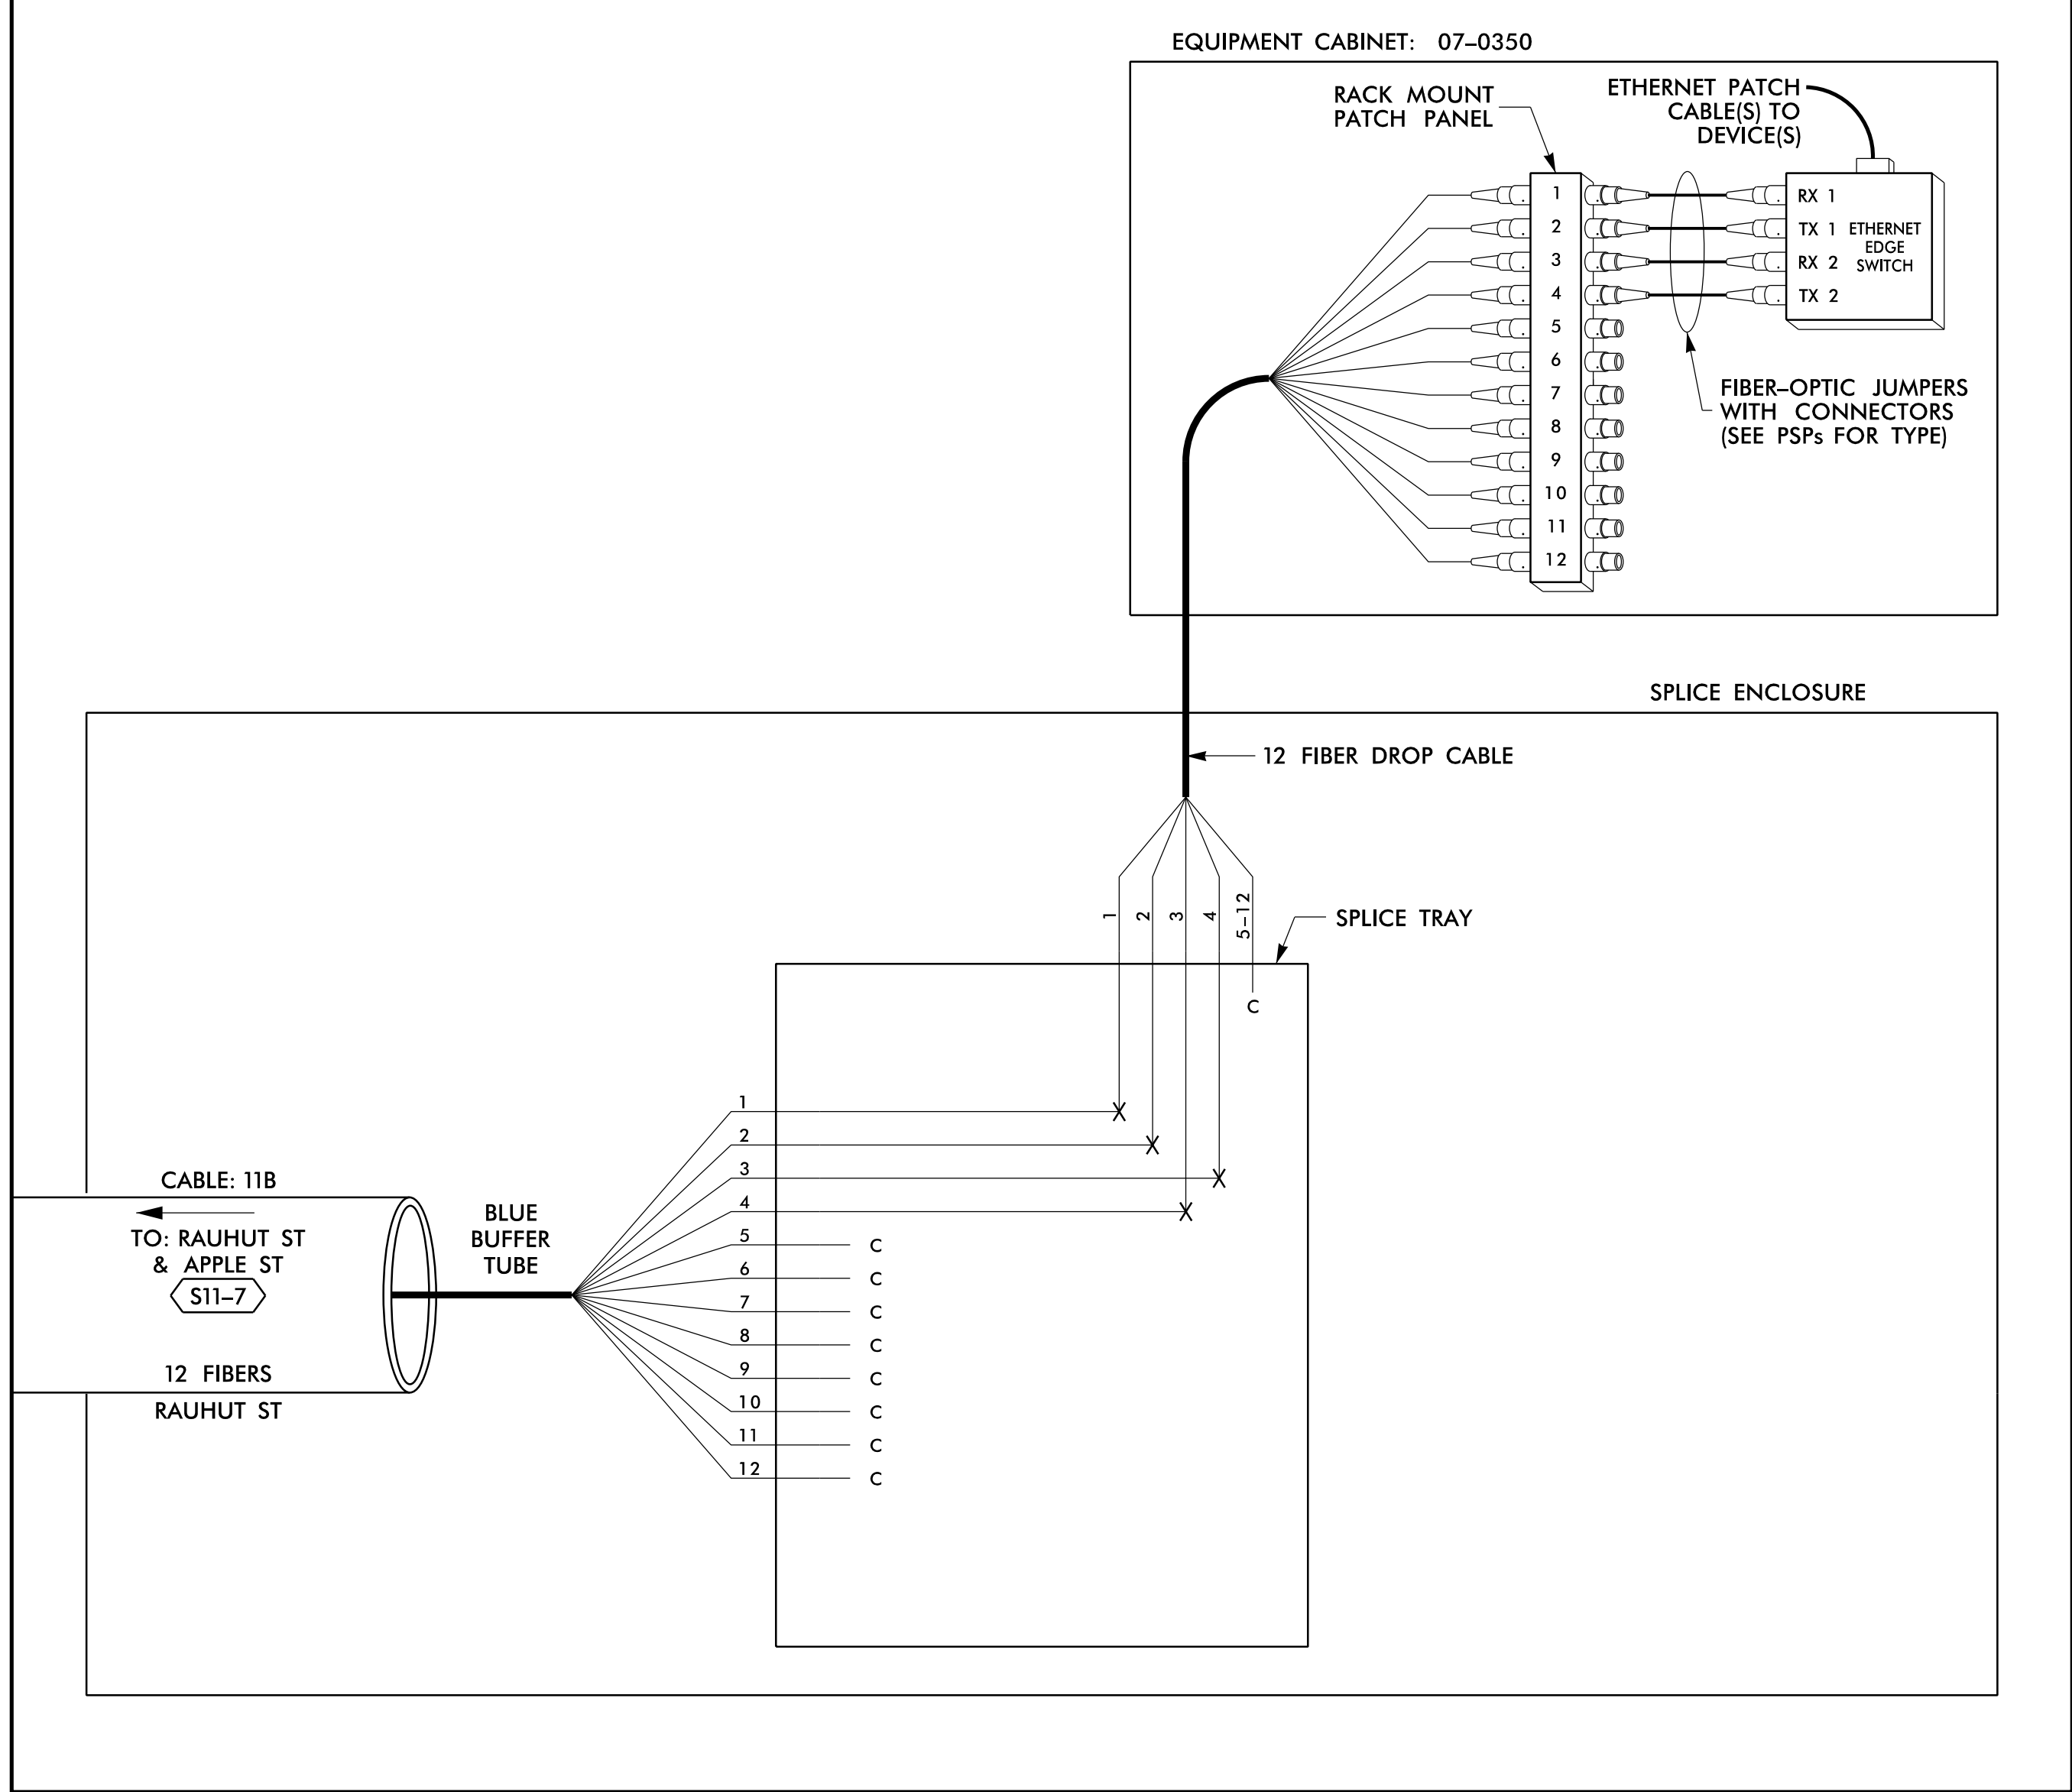 EQUIPMENT CABINET: 07–0350
RACK MOUNT
PATCH PANEL
ETHERNET PATCH
CABLE(S) TO
DEVICE(S)
1
2
3
4
5
6
7
8
9
10
11
12
RX 1
TX 1
RX 2
TX 2
ETHERNET
EDGE
SWITCH
FIBER–OPTIC JUMPERS
WITH CONNECTORS
(SEE PSPs FOR TYPE)
SPLICE ENCLOSURE
12 FIBER DROP CABLE
1
2
3
4
5–12
SPLICE TRAY
C
CABLE: 11B
TO: RAUHUT ST
& APPLE ST
S11–7
12 FIBERS
RAUHUT ST
BLUE
BUFFER
TUBE
1
2
3
4
5 C
6 C
7 C
8 C
9 C
10 C
11 C
12 C